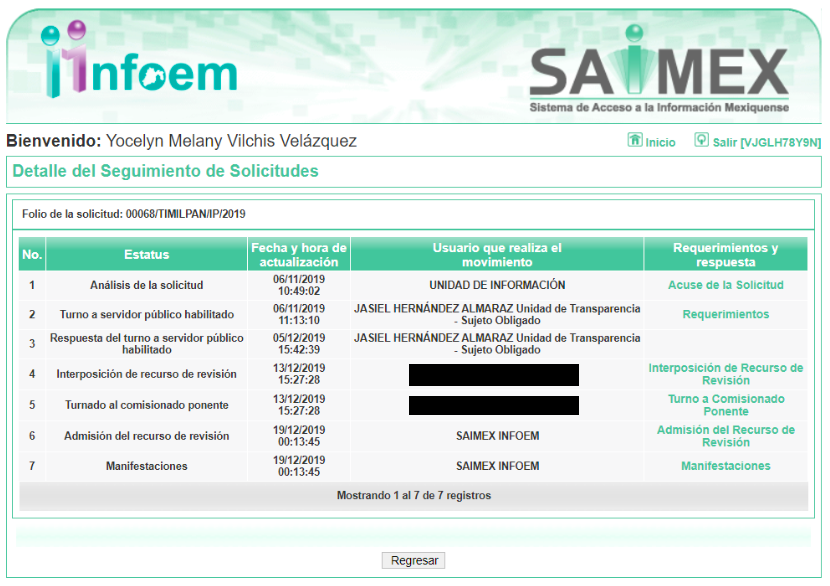 infoem
SAIMEX
Sistema de Acceso a la Información Mexiquense
Bienvenido: Yocelyn Melany Vilchis Velázquez
Inicio
Salir [VJGLH78Y9N]
Detalle del Seguimiento de Solicitudes
Folio de la solicitud: 00068/TIMILPAN/IP/2019
No. Estatus Fecha y hora de actualización Usuario que realiza el movimiento Requerimientos y respuesta
1 Análisis de la solicitud 06/11/2019 10:49:02 UNIDAD DE INFORMACIÓN Acuse de la Solicitud
2 Turno a servidor público habilitado 06/11/2019 11:13:10 JASIEL HERNÁNDEZ ALMARAZ Unidad de Transparencia - Sujeto Obligado Requerimientos
3 Respuesta del turno a servidor público habilitado 05/12/2019 15:42:39 JASIEL HERNÁNDEZ ALMARAZ Unidad de Transparencia - Sujeto Obligado
4 Interposición de recurso de revisión 13/12/2019 15:27:28 Interposición de Recurso de Revisión
5 Turnado al comisionado ponente 13/12/2019 15:27:28 Turno a Comisionado Ponente
6 Admisión del recurso de revisión 19/12/2019 00:13:45 SAIMEX INFOEM Admisión del Recurso de Revisión
7 Manifestaciones 19/12/2019 00:13:45 SAIMEX INFOEM Manifestaciones
Mostrando 1 al 7 de 7 registros
Regresar